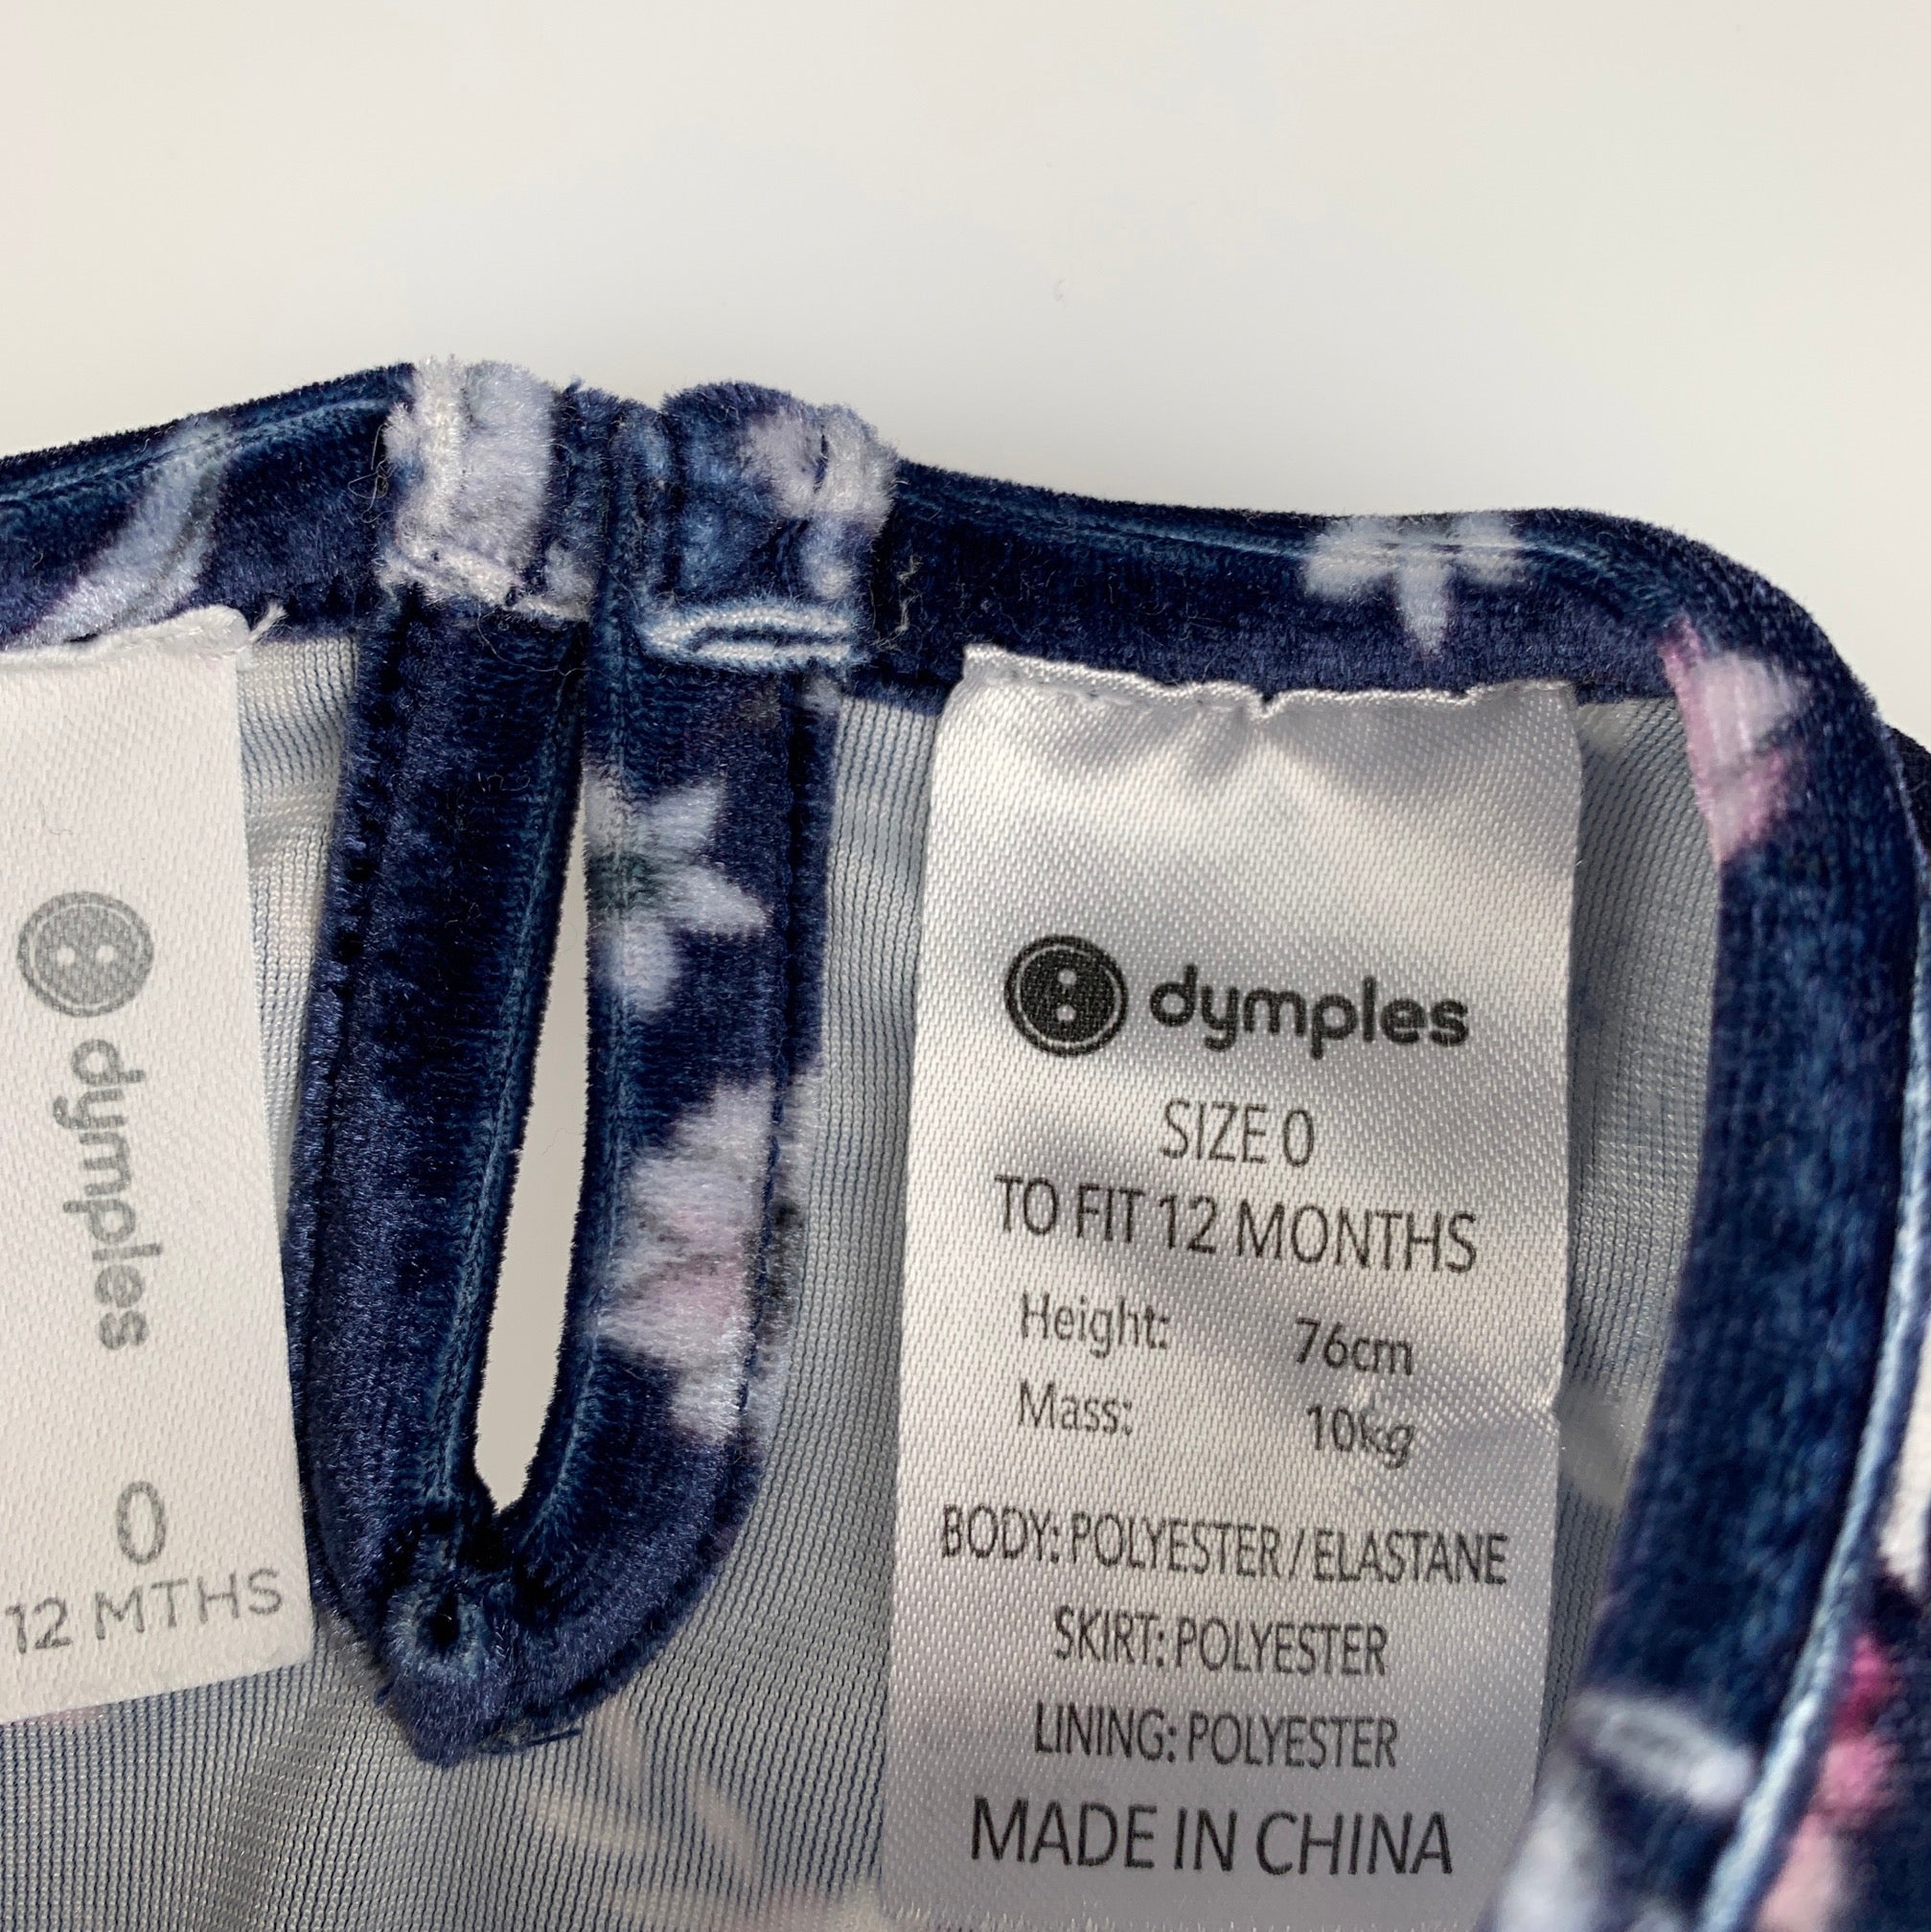 dymples
0
12 MTHS
dymples
SIZE 0
TO FIT 12 MONTHS
Height: 76cm
Mass: 10kg
BODY: POLYESTER/ELASTANE
SKIRT: POLYESTER
LINING: POLYESTER
MADE IN CHINA